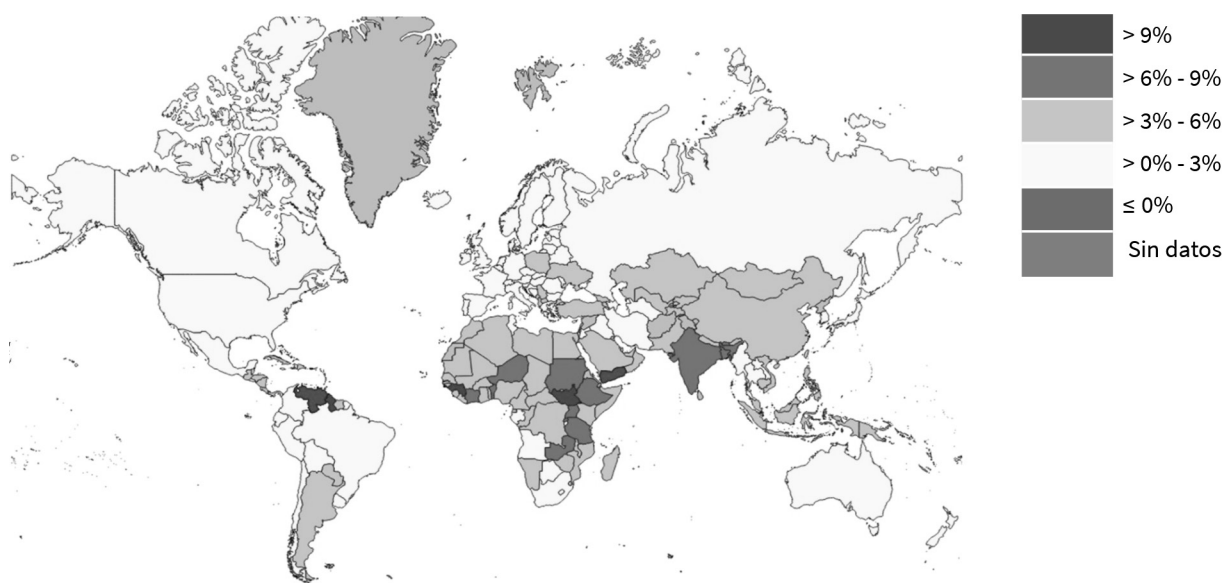 > 9%
> 6% - 9%
> 3% - 6%
> 0% - 3%
≤ 0%
Sin datos